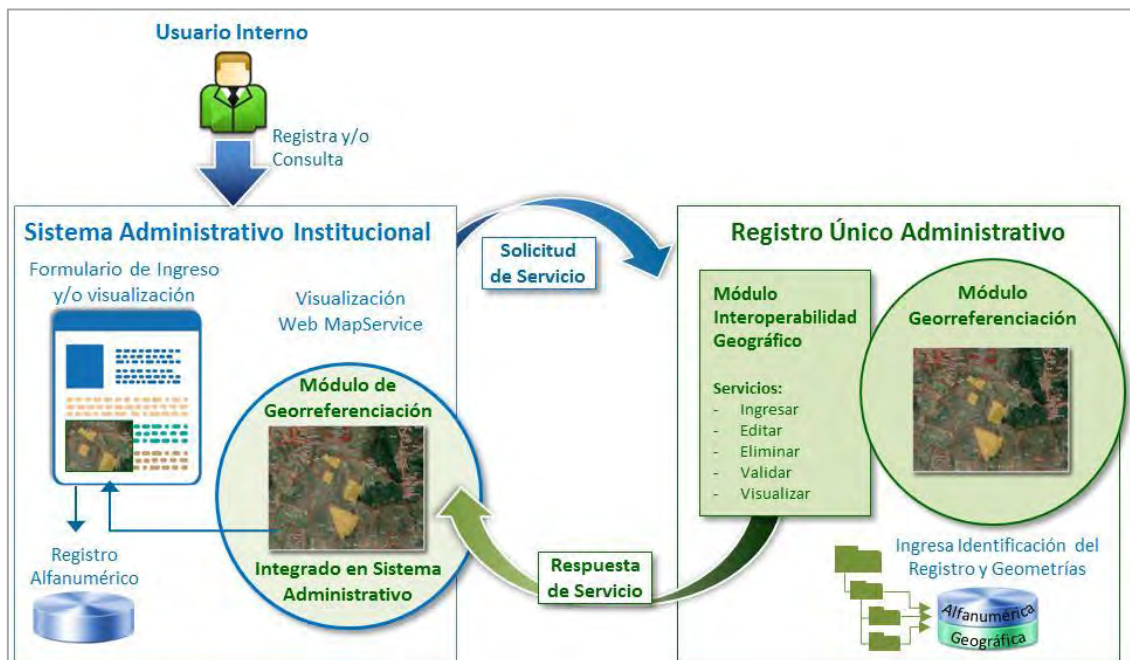 Usuario Interno
Registra y/o
Consulta
Sistema Administrativo Institucional
Formulario de Ingreso
y/o visualización
Visualización
Web MapService
Módulo de
Georreferenciación
Integrado en Sistema
Administrativo
Registro
Alfanumérico
Solicitud
de Servicio
Respuesta
de Servicio
Registro Único Administrativo
Módulo
Interoperabilidad
Geográfico
Servicios:
- Ingresar
- Editar
- Eliminar
- Validar
- Visualizar
Módulo
Georreferenciación
Ingresa Identificación del
Registro y Geometrías
Alfanumérica
Geográfica